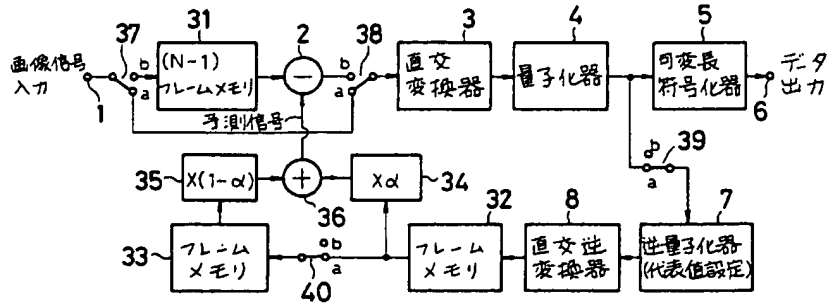 画像信号
入力
1
37
b
a
31
(N-1)
フレームメモリ
2
−
予測信号
b
a
38
3
直交
変換器
4
量子化器
5
可変長
符号化器
データ
出力
6
35
×(1-α)
+
36
×α
34
b
a
39
33
フレーム
メモリ
b
a
40
32
フレーム
メモリ
8
直交逆
変換器
7
逆量子化器
(代表値設定)